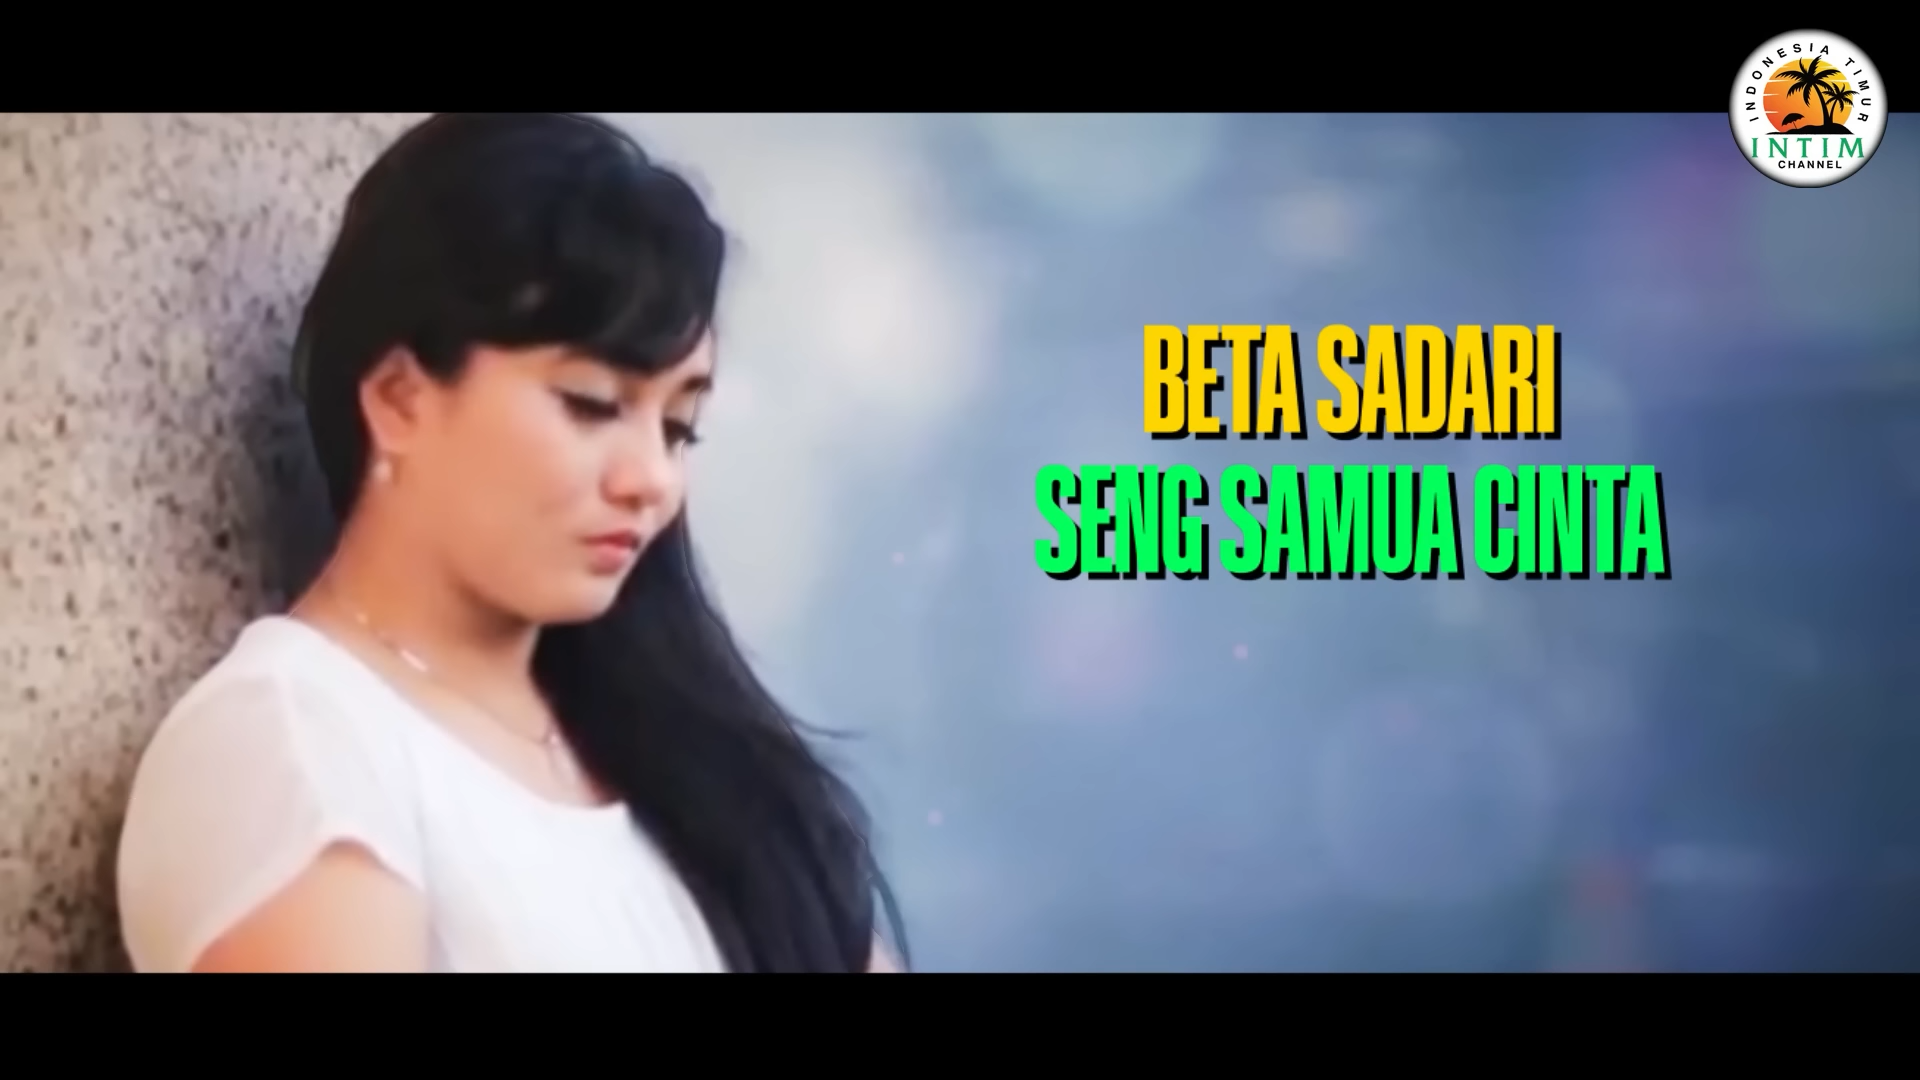 INDONESIA TIMUR
INTIM
CHANNEL
BETA SADARI
SENG SAMUA CINTA